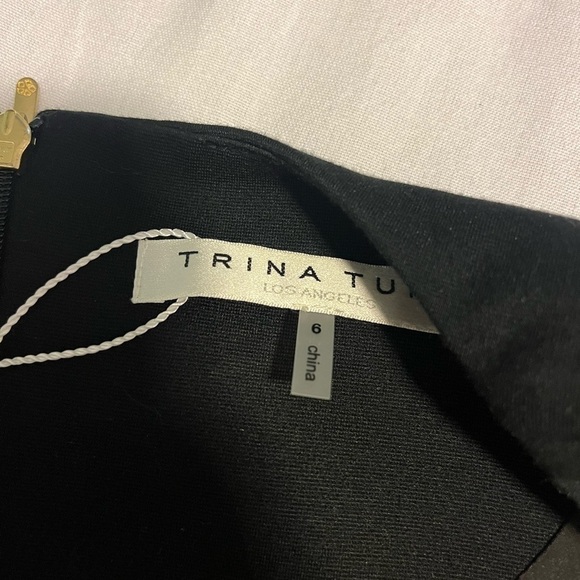 TRINA TU
LOS ANGELES
6
china